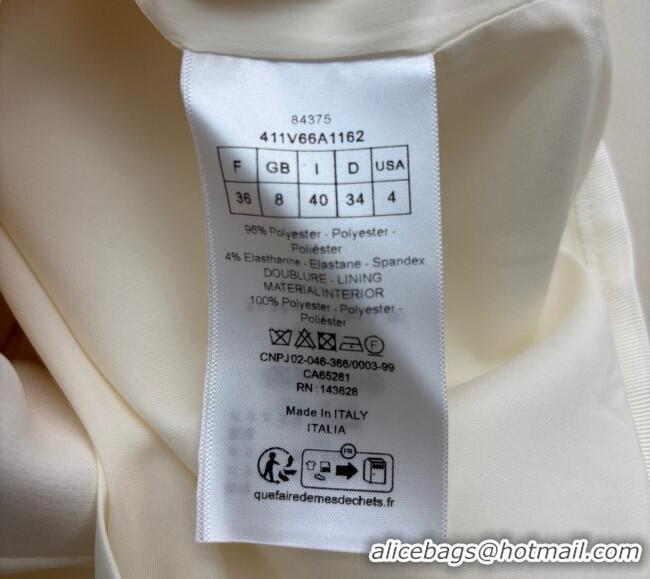 84375
411V66A1162
F GB I D USA
36 8 40 34 4
96% Polyester - Polyester -
Poliéster
4% Elasthanne - Elastane - Spandex
DOUBLURE - LINING
MATERIALINTERIOR
100% Polyester - Polyester -
Poliéster
F
CNPJ 02-046-366/0003-99
CA65281
RN : 143628
Made In ITALY
ITALIA
FR
quefairedemesdechets.fr
alicebags@hotmail.com